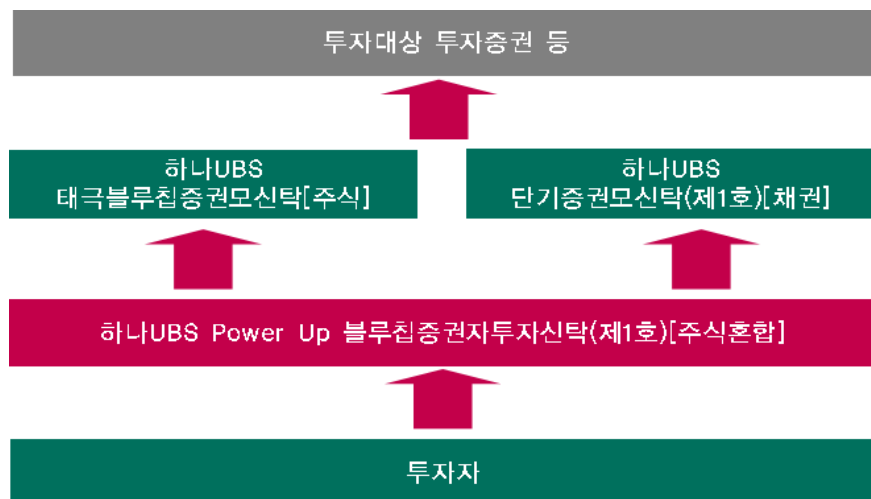 투자대상 투자증권 등
하나UBS
태극블루칩증권모신탁[주식]
하나UBS
단기증권모신탁(제1호)[채권]
하나UBS Power Up 블루칩증권자투자신탁(제1호)[주식혼합]
투자자